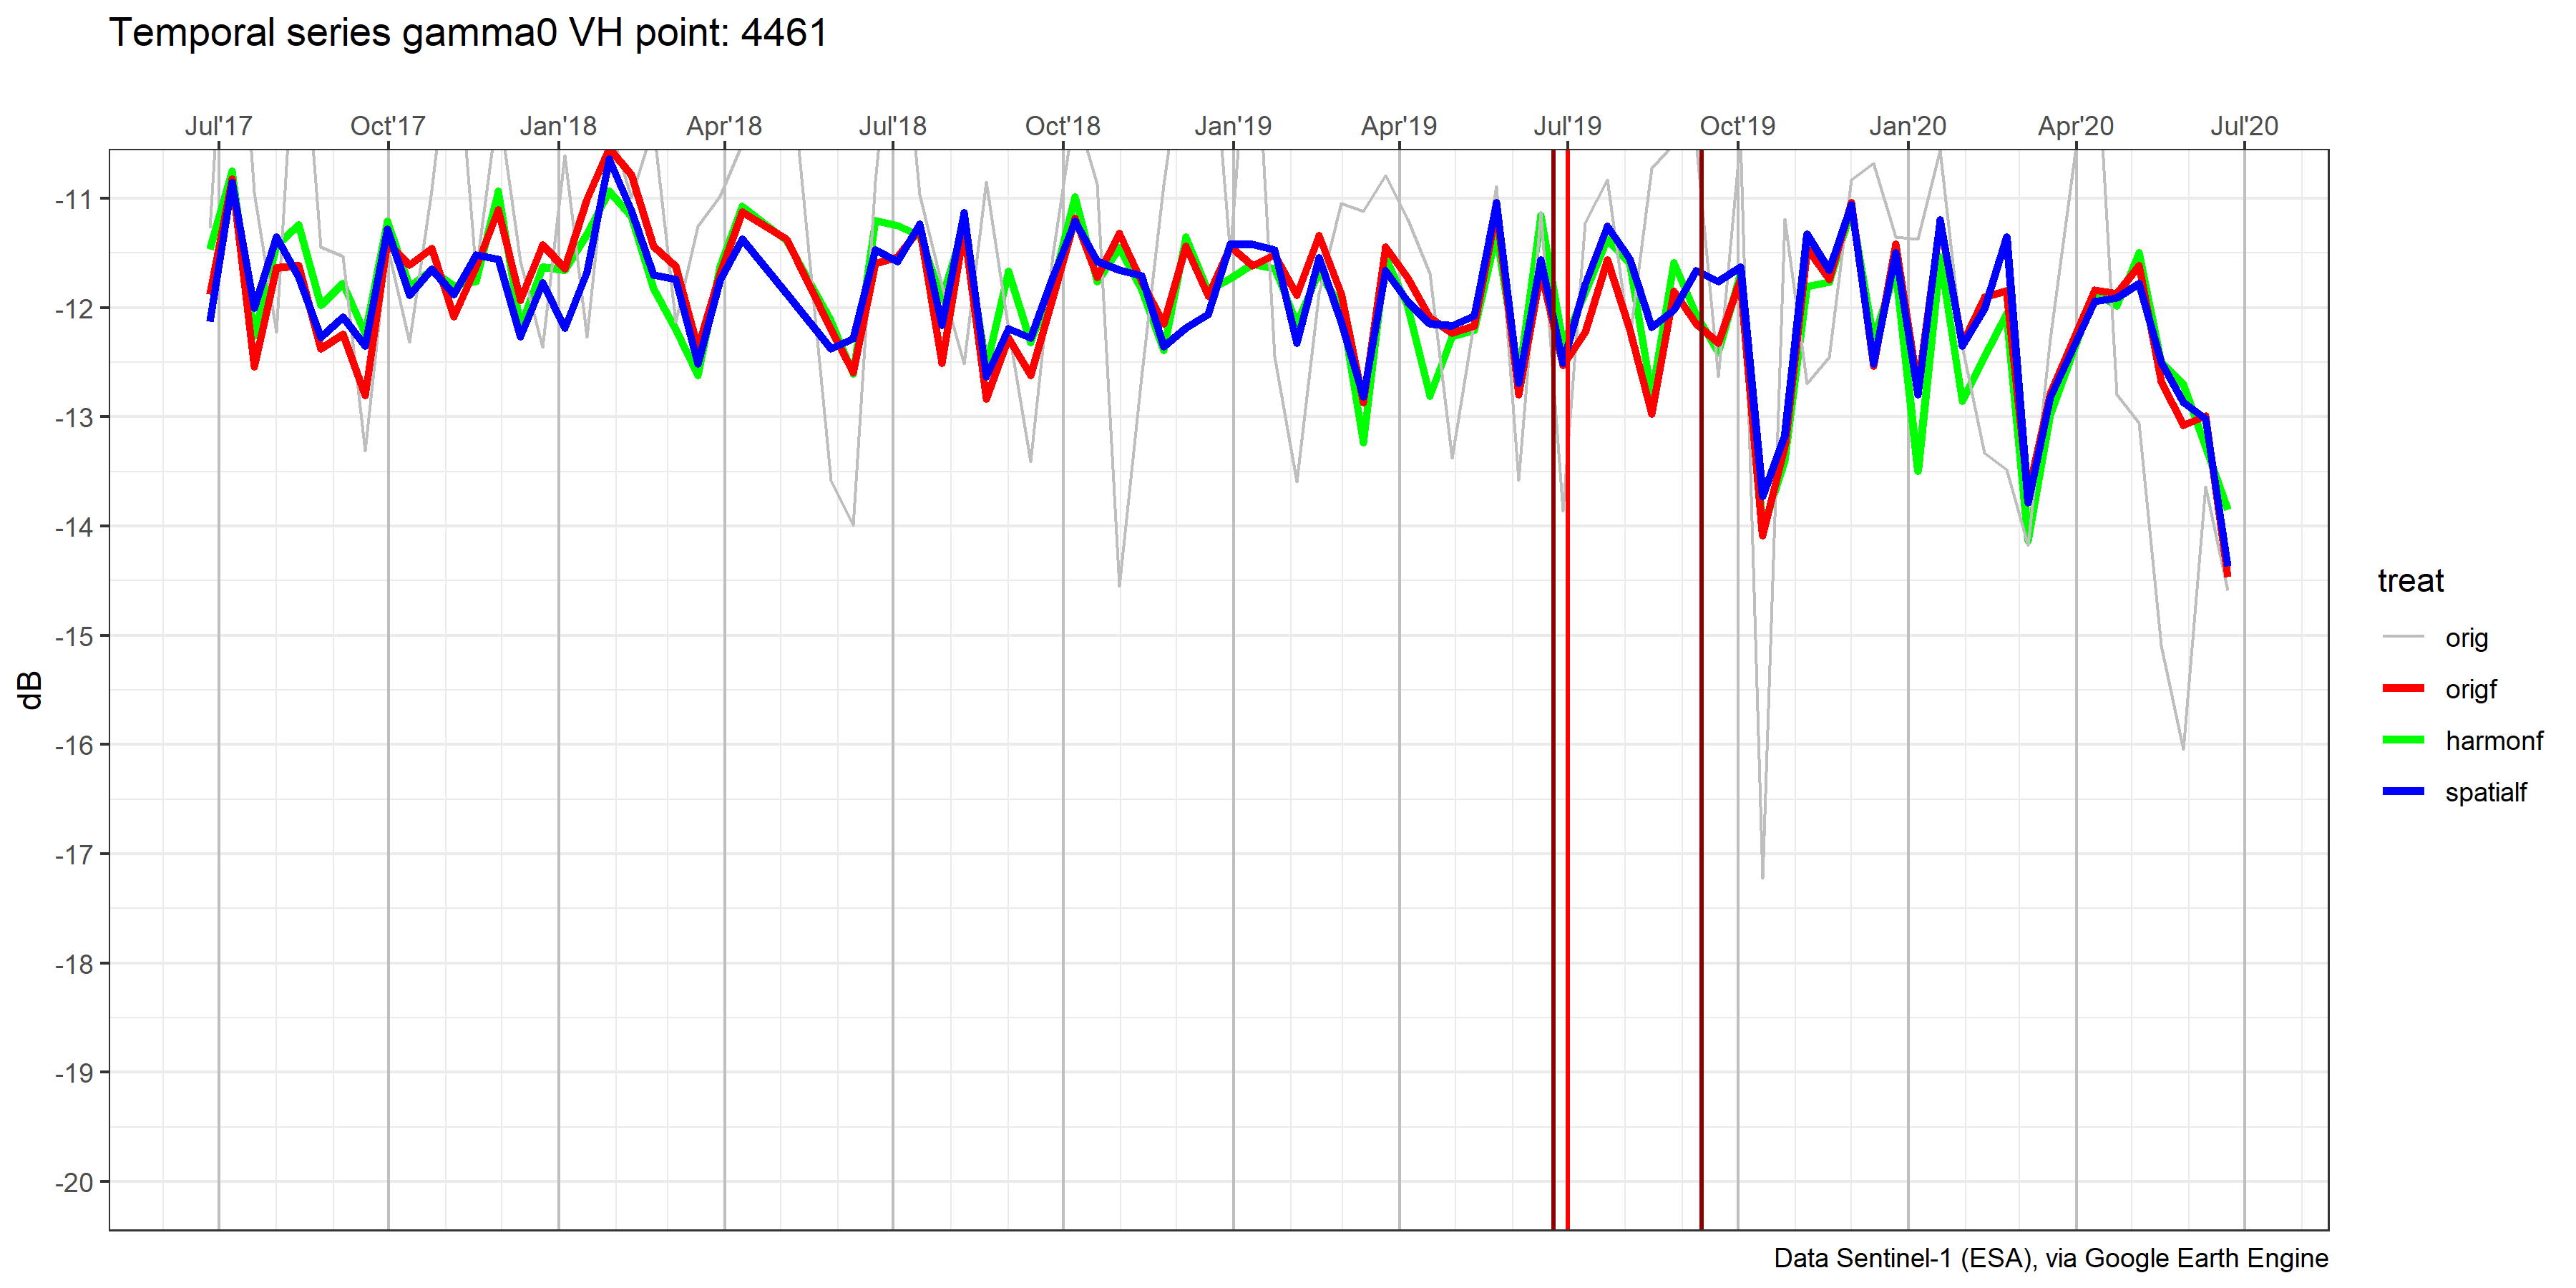 Temporal series gamma0 VH point: 4461
Jul'17 Oct'17 Jan'18 Apr'18 Jul'18 Oct'18 Jan'19 Apr'19 Jul'19 Oct'19 Jan'20 Apr'20 Jul'20
-11
-12
-13
-14
-15
-16
-17
-18
-19
-20
dB
treat
orig
origf
harmonf
spatialf
Data Sentinel-1 (ESA), via Google Earth Engine